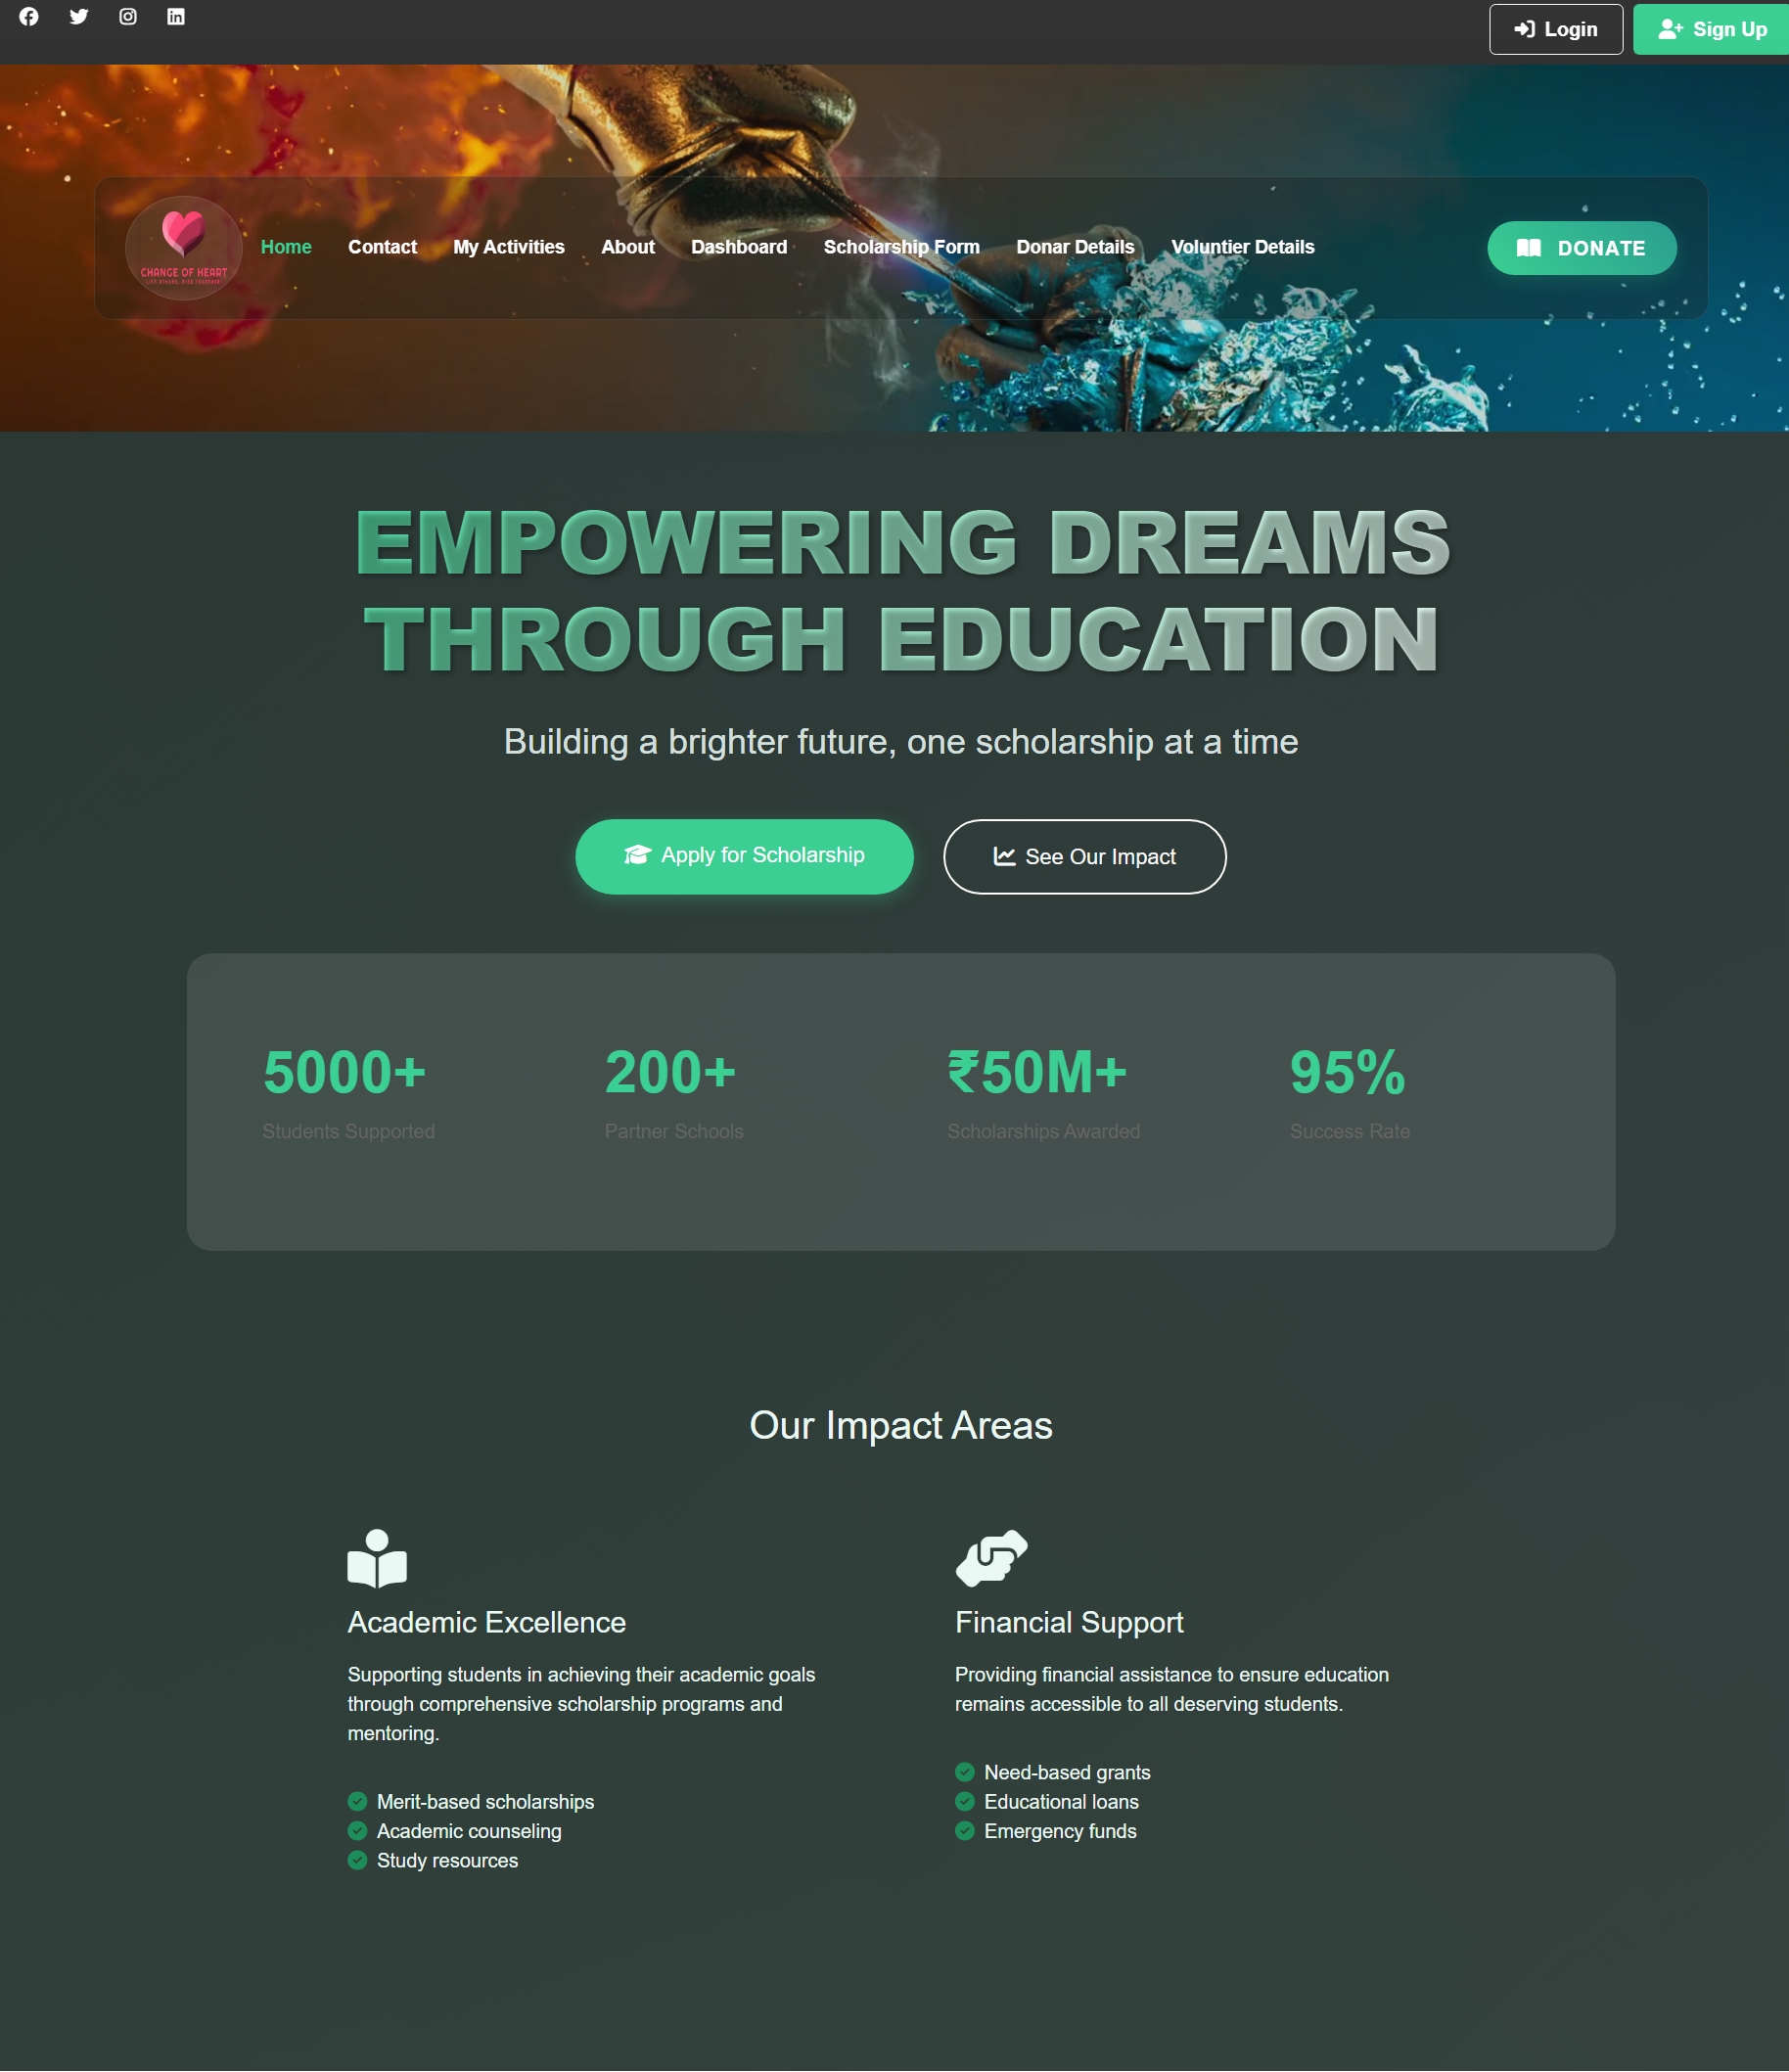 Login
Sign Up
CHANGE OF HEART
LIFT OTHERS, RISE TOGETHER!
Home
Contact
My Activities
About
Dashboard
Scholarship Form
Donar Details
Voluntier Details
DONATE
EMPOWERING DREAMS
THROUGH EDUCATION
Building a brighter future, one scholarship at a time
Apply for Scholarship
See Our Impact
5000+
Students Supported
200+
Partner Schools
₹50M+
Scholarships Awarded
95%
Success Rate
Our Impact Areas
Academic Excellence
Supporting students in achieving their academic goals
through comprehensive scholarship programs and
mentoring.
Merit-based scholarships
Academic counseling
Study resources
Financial Support
Providing financial assistance to ensure education
remains accessible to all deserving students.
Need-based grants
Educational loans
Emergency funds